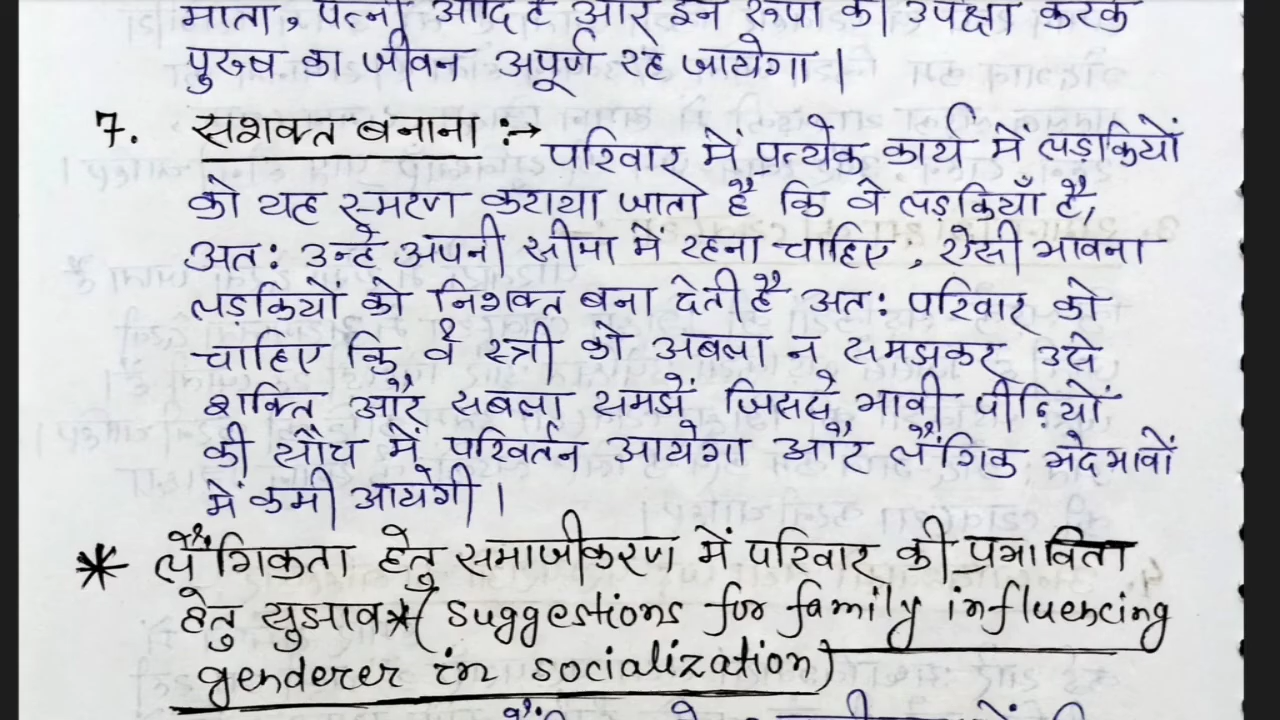 माता, पत्नी आदि है और इन रूपों की उपेक्षा करके
पुरुष का जीवन अपूर्ण रह जायेगा।
7. सशक्त बनाना :→ परिवार में प्रत्येक कार्य में लड़कियों
को यह स्मरण कराया जाता है कि वे लड़कियाँ है,
अतः उन्हें अपनी सीमा में रहना चाहिए, ऐसी भावना
लड़कियों को निशक्त बना देती है अतः परिवार को
चाहिए कि वे स्त्री को अबला न समझकर उसे
शक्ति और सबला समझें जिससे भावी पीढ़ियों
की सौच में परिवर्तन आयेगा और लैंगिक भेदभावों
में कमी आयेगी।
* लैंगिकता हेतु समाजीकरण में परिवार की प्रभाविता
हेतु सुझाव*( suggestions for family influencing
genderer in socialization)